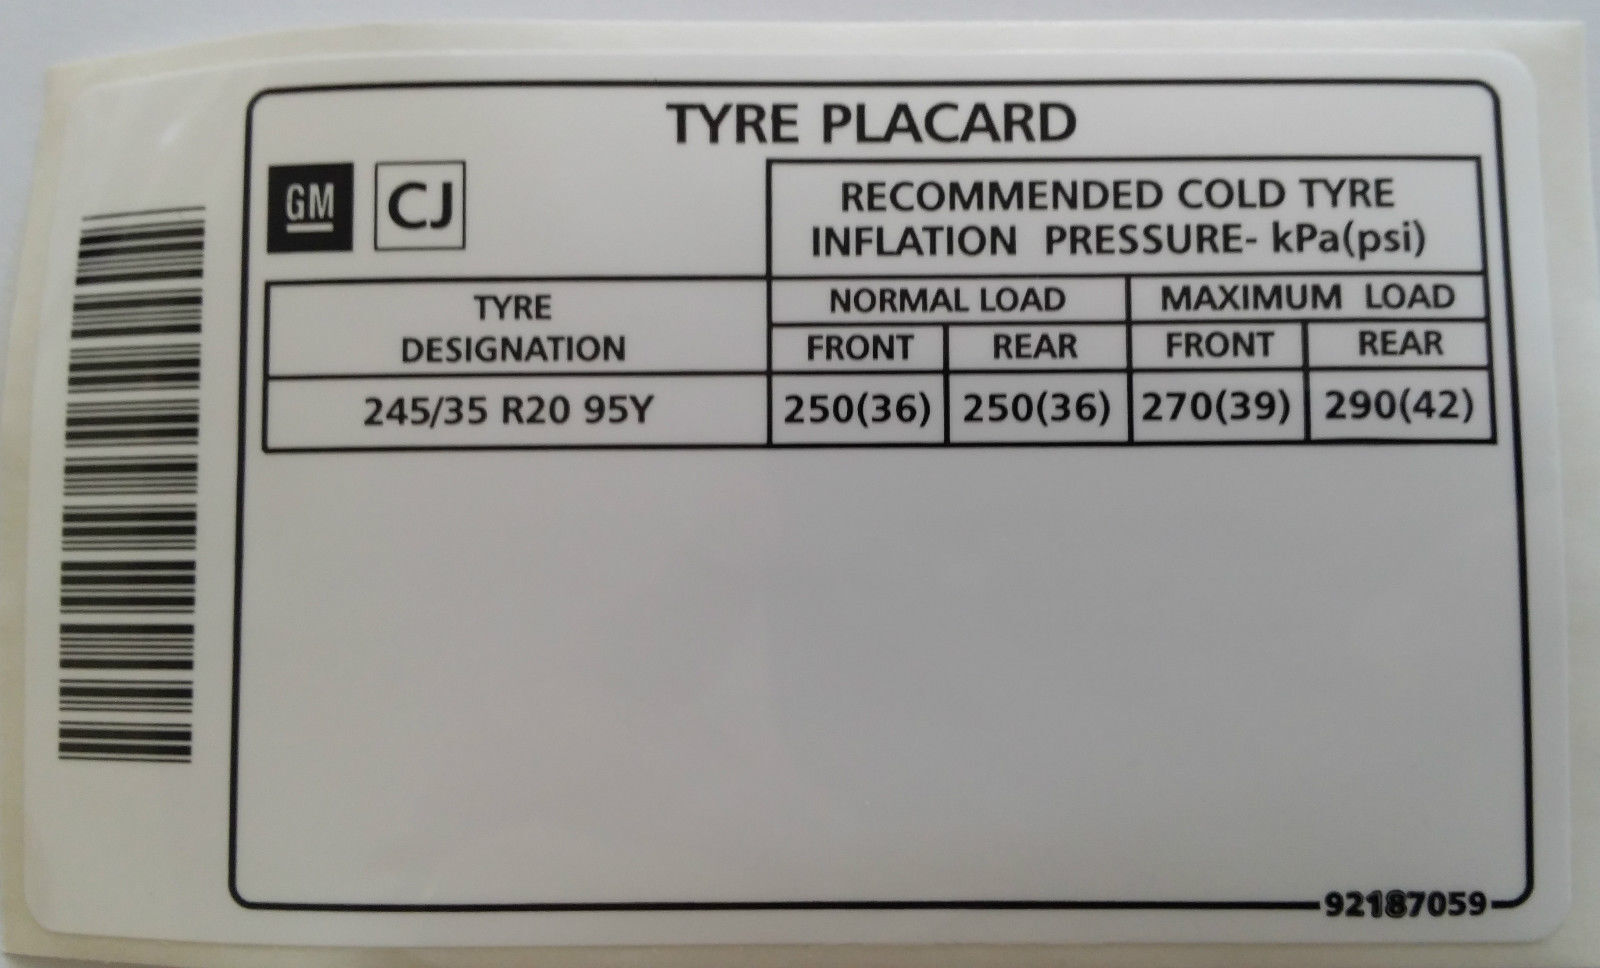 TYRE PLACARD
GM CJ
RECOMMENDED COLD TYRE
INFLATION PRESSURE- kPa(psi)
TYRE
DESIGNATION
NORMAL LOAD MAXIMUM LOAD
FRONT REAR FRONT REAR
245/35 R20 95Y 250(36) 250(36) 270(39) 290(42)
92187059